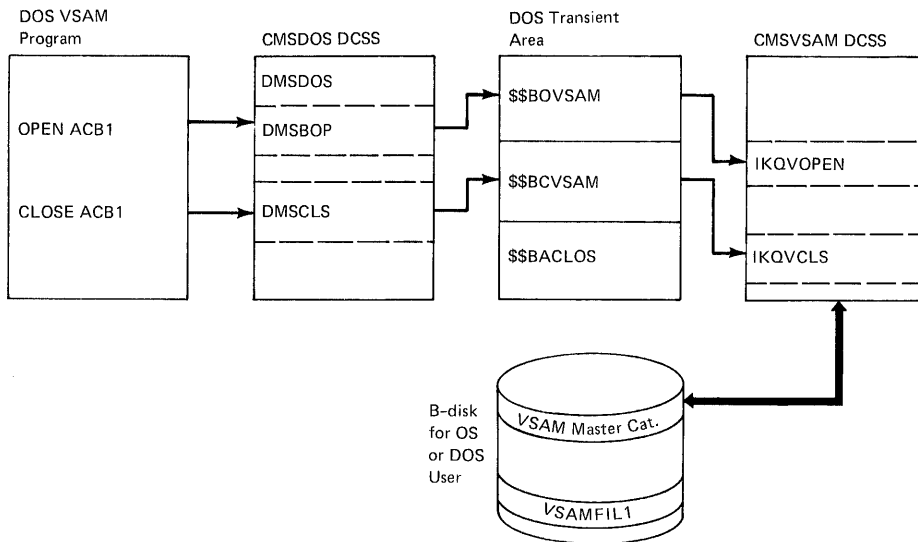 DOS VSAM
Program
OPEN ACB1
CLOSE ACB1
CMSDOS DCSS
DMSDOS
DMSBOP
DMSCLS
DOS Transient
Area
$$BOVSAM
$$BCVSAM
$$BACLOS
CMSVSAM DCSS
IKQVOPEN
IKQVCLS
B-disk
for OS
or DOS
User
VSAM Master Cat.
VSAMFIL1